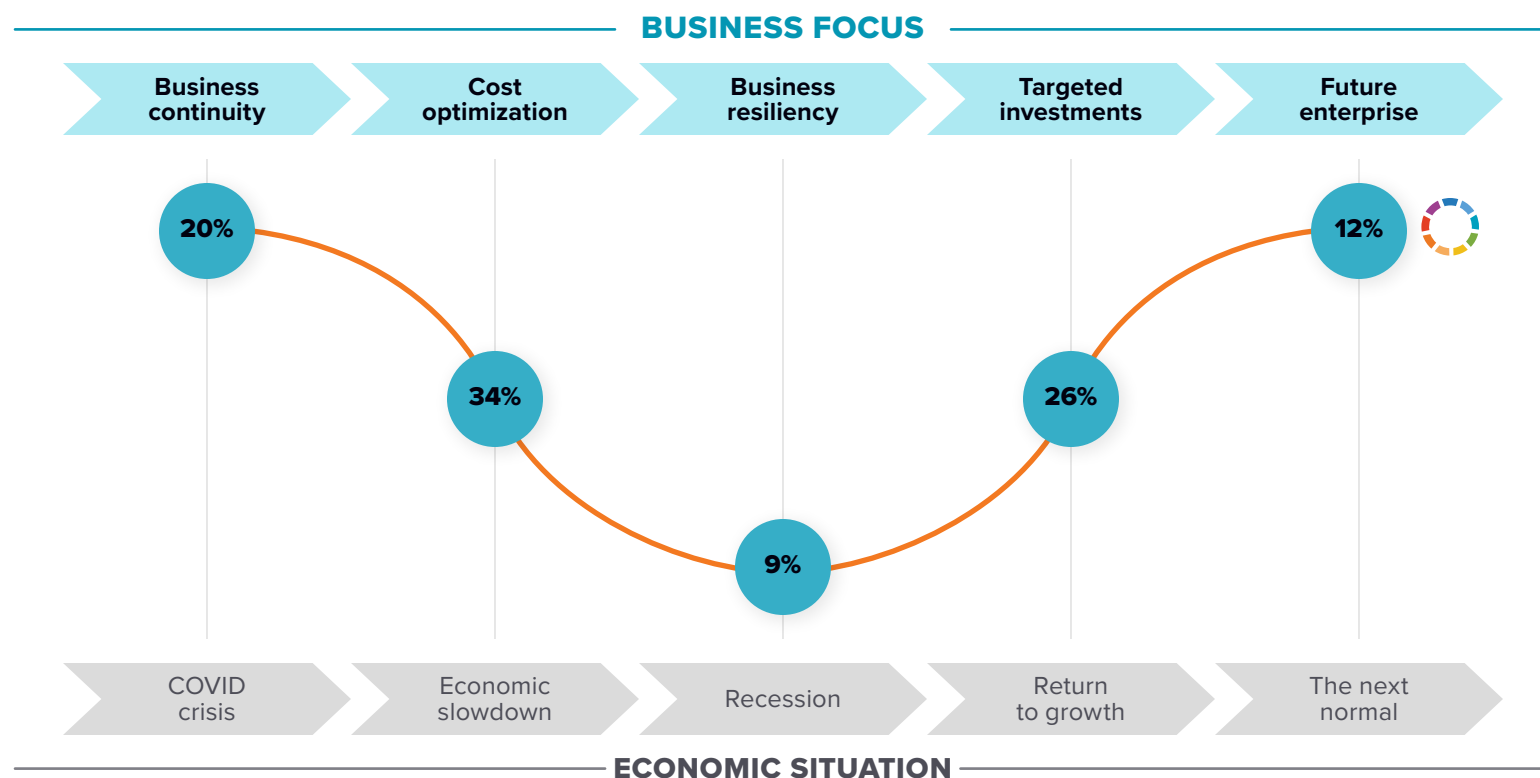 BUSINESS FOCUS
Business
continuity
Cost
optimization
Business
resiliency
Targeted
investments
Future
enterprise
20%
34%
9%
26%
12%
COVID
crisis
Economic
slowdown
Recession
Return
to growth
The next
normal
ECONOMIC SITUATION